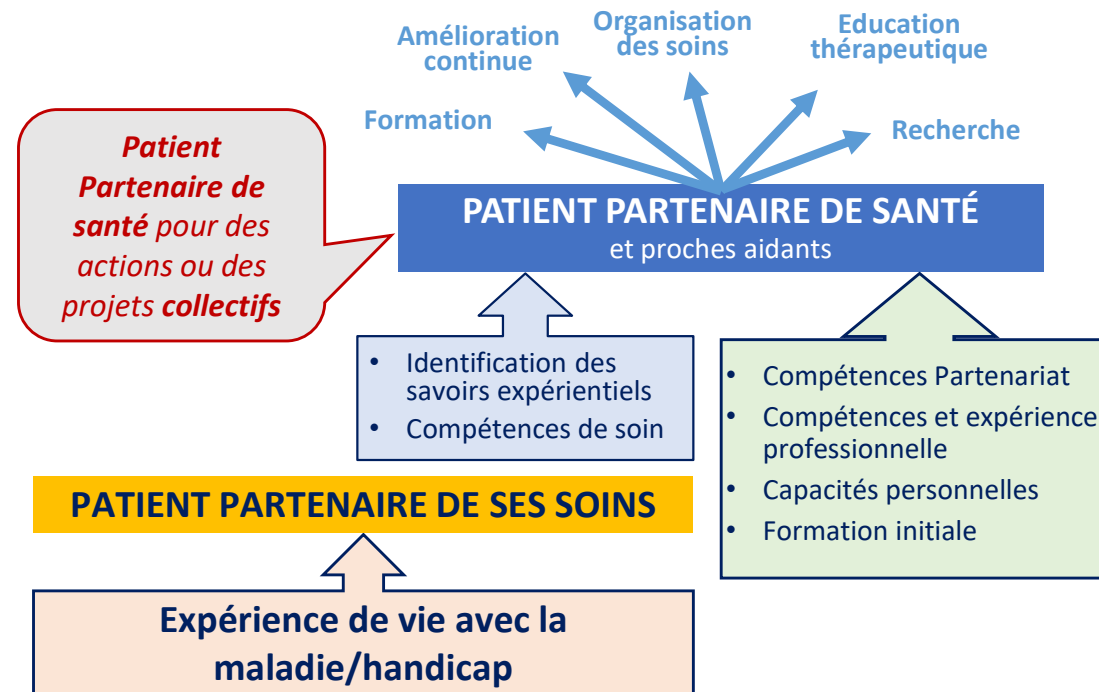 Amélioration
continue
Organisation
des soins
Education
thérapeutique
Formation
Recherche
Patient
Partenaire de
santé pour des
actions ou des
projets collectifs
PATIENT PARTENAIRE DE SANTÉ
et proches aidants
• Identification des
savoirs expérientiels
• Compétences de soin
• Compétences Partenariat
• Compétences et expérience
professionnelle
• Capacités personnelles
• Formation initiale
PATIENT PARTENAIRE DE SES SOINS
Expérience de vie avec la
maladie/handicap